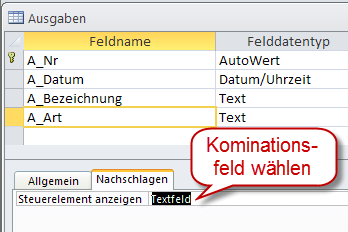 Ausgaben
Feldname Felddatentyp
A_Nr AutoWert
A_Datum Datum/Uhrzeit
A_Bezeichnung Text
A_Art Text
Kominations-
feld wählen
Allgemein Nachschlagen
Steuerelement anzeigen Textfeld